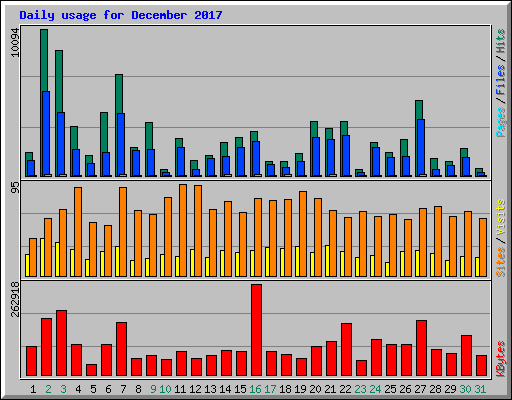 Daily usage for December 2017
10094
Pages / Files / Hits
95
Sites / Visits
262918
KBytes
1 2 3 4 5 6 7 8 9 10 11 12 13 14 15 16 17 18 19 20 21 22 23 24 25 26 27 28 29 30 31